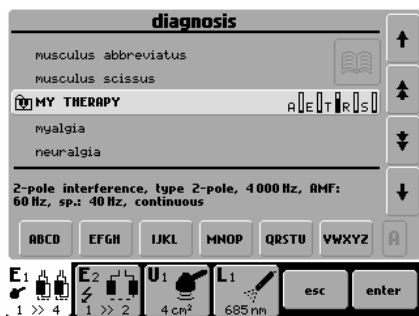 diagnosis
musculus abbreviatus
musculus scissus
MY THERAPY A E T R S
myalgia
neuralgia
2-pole interference, type 2-pole, 4 000 Hz, AMF:
60 Hz, sp.: 40 Hz, continuous
ABCD EFGH IJKL MNOP QRSTU VWXYZ A
E1 E2 U1 L1 esc enter
1 >> 4 1 >> 2 4 cm² 685 nm